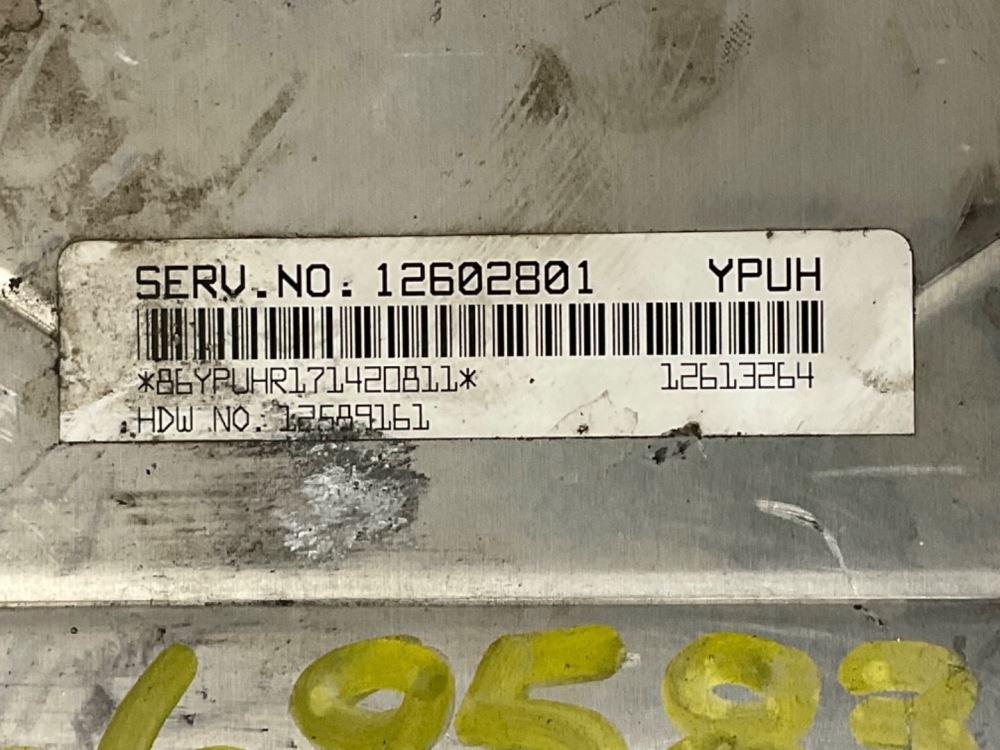 SERV.NO. 12602801 YPUH
*86YPUHR171420811*
12613264
HDW NO. 12589161